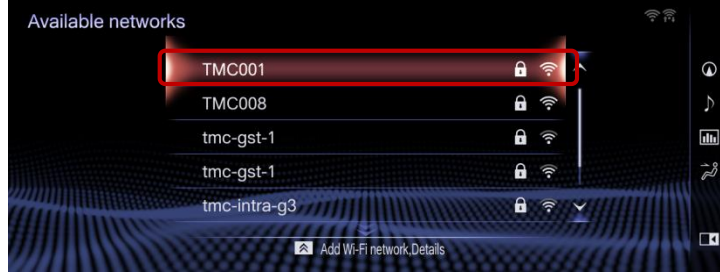 Available networks
TMC001
TMC008
tmc-gst-1
tmc-gst-1
tmc-intra-g3
Add Wi-Fi network,Details